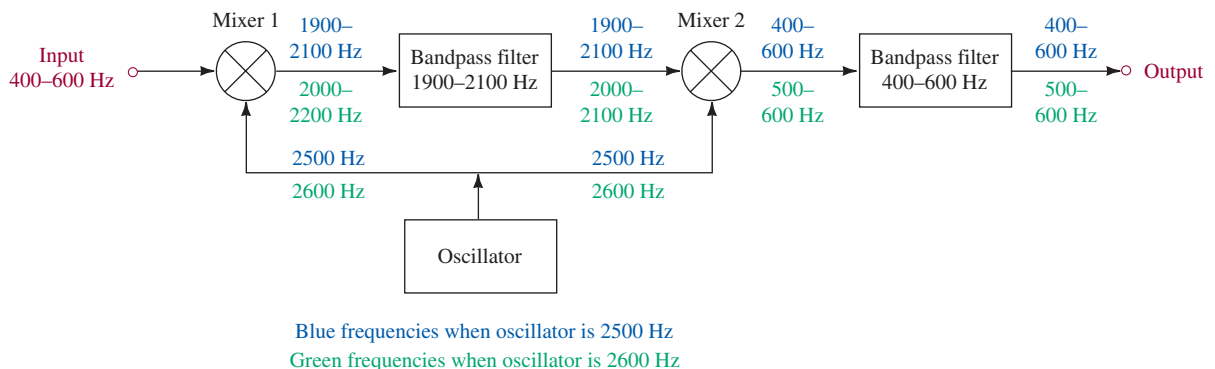 Mixer 1
1900–
2100 Hz
1900–
2100 Hz
Mixer 2
400–
600 Hz
400–
600 Hz
Input
400–600 Hz
Bandpass filter
1900–2100 Hz
Bandpass filter
400–600 Hz
Output
2000–
2200 Hz
2000–
2100 Hz
500–
600 Hz
500–
600 Hz
2500 Hz
2500 Hz
2600 Hz
2600 Hz
Oscillator
Blue frequencies when oscillator is 2500 Hz
Green frequencies when oscillator is 2600 Hz